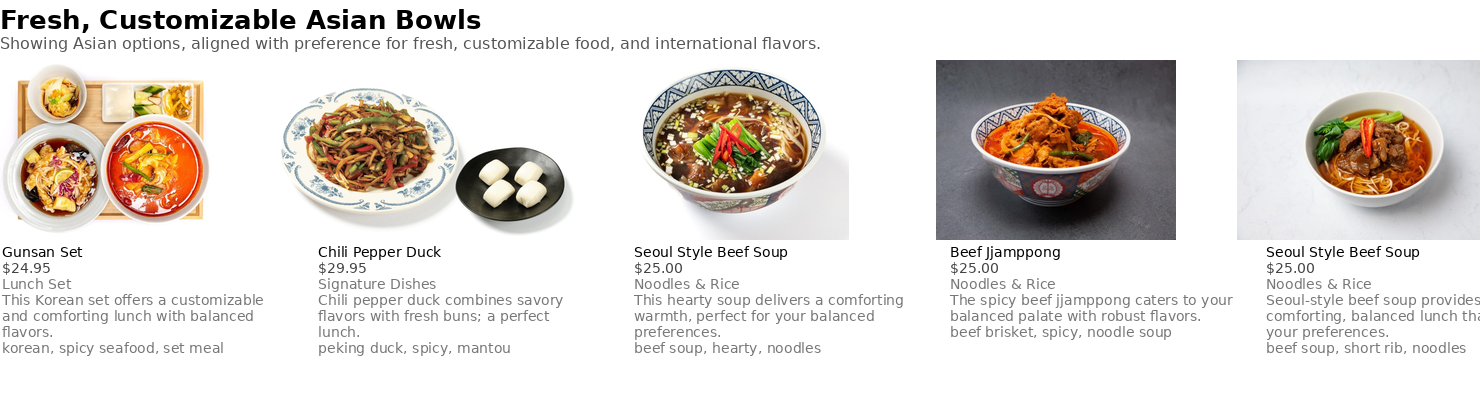 Fresh, Customizable Asian Bowls
Showing Asian options, aligned with preference for fresh, customizable food, and international flavors.
Gunsan Set
$24.95
Lunch Set
This Korean set offers a customizable
and comforting lunch with balanced
flavors.
korean, spicy seafood, set meal
Chili Pepper Duck
$29.95
Signature Dishes
Chili pepper duck combines savory
flavors with fresh buns; a perfect
lunch.
peking duck, spicy, mantou
Seoul Style Beef Soup
$25.00
Noodles & Rice
This hearty soup delivers a comforting
warmth, perfect for your balanced
preferences.
beef soup, hearty, noodles
Beef Jjamppong
$25.00
Noodles & Rice
The spicy beef jjamppong caters to your
balanced palate with robust flavors.
beef brisket, spicy, noodle soup
Seoul Style Beef Soup
$25.00
Noodles & Rice
Seoul-style beef soup provides
comforting, balanced lunch
your preferences.
beef soup, short rib, noodles